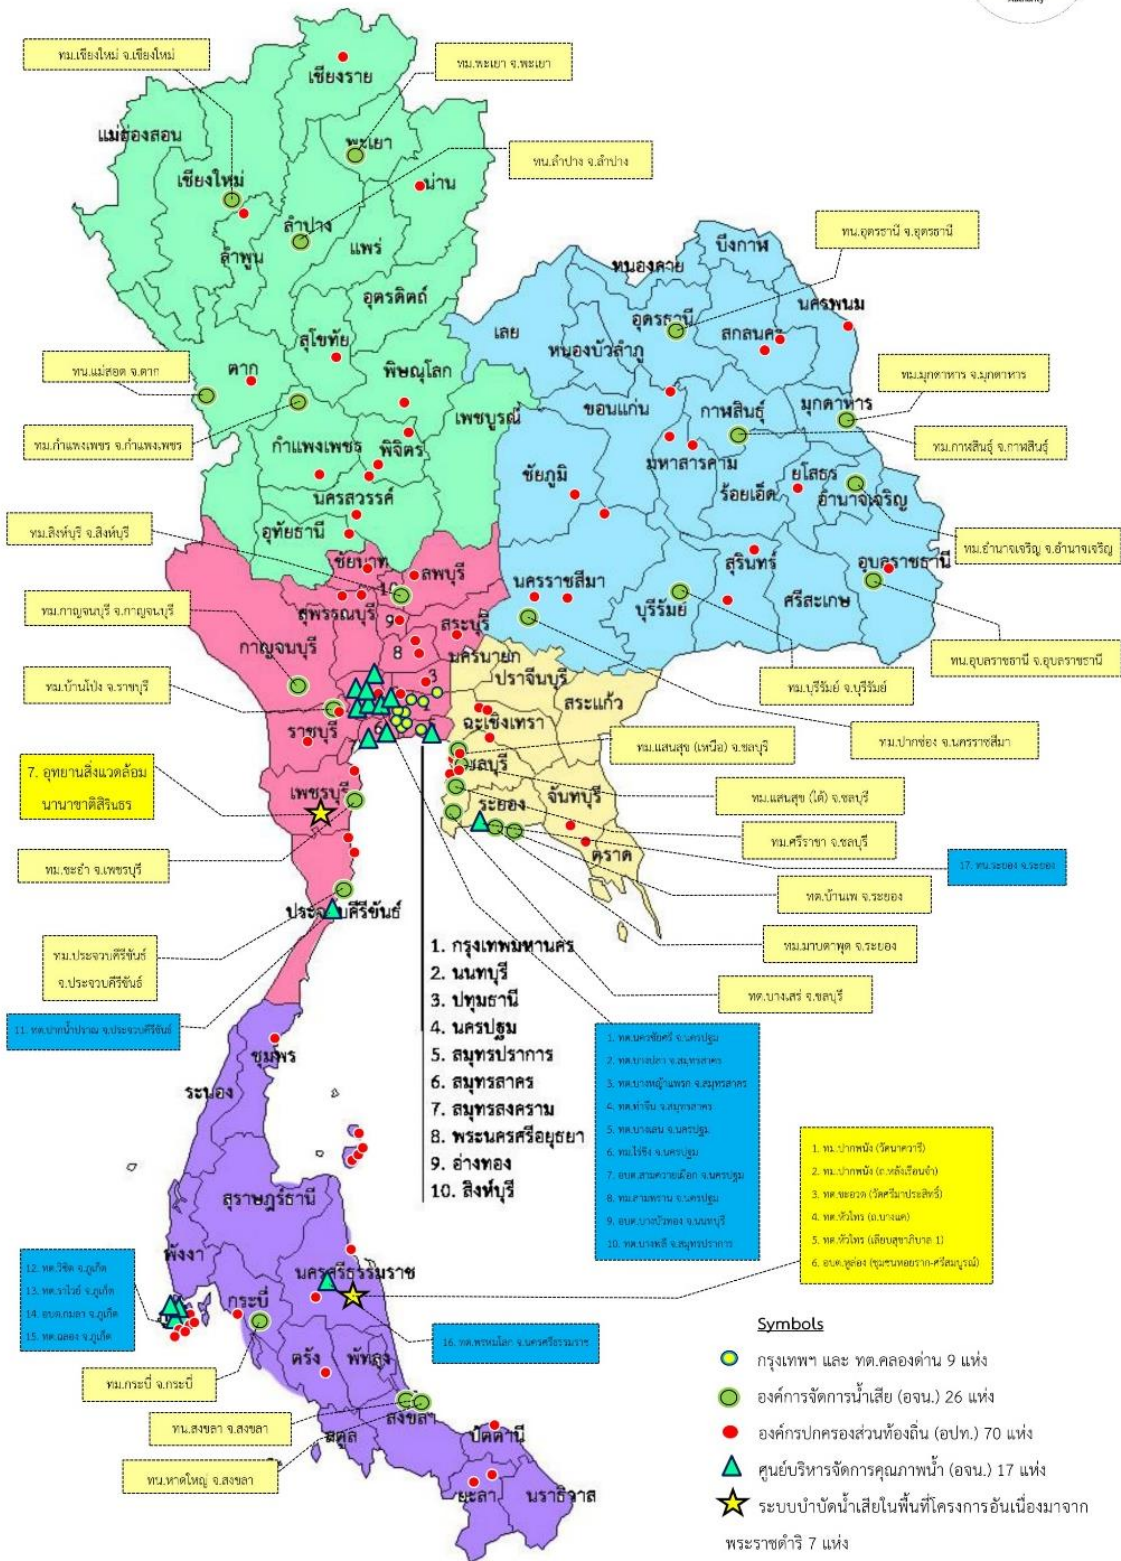 Authority
ทม.เชียงใหม่ จ.เชียงใหม่
ทม.พะเยา จ.พะเยา
เชียงราย
แม่ฮ่องสอน
พะเยา
ทน.ลำปาง จ.ลำปาง
เชียงใหม่
น่าน
ลำปาง
แพร่
ลำพูน
ทน.อุดรธานี จ.อุดรธานี
บึงกาฬ
หนองคาย
อุตรดิตถ์
นครพนม
อุดรธานี
สกลนคร
เลย
หนองบัวลำภู
สุโขทัย
ตาก
พิษณุโลก
ทน.แม่สอด จ.ตาก
ทม.มุกดาหาร จ.มุกดาหาร
เพชบูรณ์
ขอนแก่น
กาฬสินธุ์
มุกดาหาร
ทม.กำแพงเพชร จ.กำแพงเพชร
ทม.กาฬสินธุ์ จ.กาฬสินธุ์
กำแพงเพชร
พิจิตร
มหาสารคาม
ชัยภูมิ
ยโสธร
ร้อยเอ็ด
อำนาจเจริญ
นครสวรรค์
ทม.สิงห์บุรี จ.สิงห์บุรี
อุทัยธานี
ทม.อำนาจเจริญ จ.อำนาจเจริญ
ชัยนาท
ลพบุรี
สุรินทร์
อุบลราชธานี
นครราชสีมา
10
บุรีรัมย์
ศรีสะเกษ
ทม.กาญจนบุรี จ.กาญจนบุรี
สุพรรณบุรี
9
สระบุรี
กาญจนบุรี
8
นครนายก
ทน.อุบลราชธานี จ.อุบลราชธานี
ปราจีนบุรี
3
ทม.บุรีรัมย์ จ.บุรีรัมย์
สระแก้ว
ทม.บ้านโป่ง จ.ราชบุรี
ฉะเชิงเทรา
ราชบุรี
6
ทม.แสนสุข (เหนือ) จ.ชลบุรี
ทม.ปากช่อง จ.นครราชสีมา
7. อุทยานสิ่งแวดล้อม
นานาชาติสิรินธร
ชลบุรี
เพชรบุรี
ระยอง
จันทบุรี
ทม.แสนสุข (ใต้) จ.ชลบุรี
ทม.ศรีราชา จ.ชลบุรี
ตราด
ทม.ชะอำ จ.เพชรบุรี
17. ทน.ระยอง จ.ระยอง
ทต.บ้านเพ จ.ระยอง
ประจวบคีรีขันธ์
ทม.มาบตาพุด จ.ระยอง
ทม.ประจวบคีรีขันธ์
จ.ประจวบคีรีขันธ์
ทต.บางเสร่ จ.ชลบุรี
11. ทต.ปากน้ำปราณ จ.ประจวบคีรีขันธ์
1. กรุงเทพมหานคร
2. นนทบุรี
3. ปทุมธานี
4. นครปฐม
5. สมุทรปราการ
6. สมุทรสาคร
7. สมุทรสงคราม
8. พระนครศรีอยุธยา
9. อ่างทอง
10. สิงห์บุรี
1. ทต.นครชัยศรี จ.นครปฐม
2. ทต.บางปลา จ.สมุทรสาคร
3. ทต.บางหญ้าแพรก จ.สมุทรสาคร
4. ทต.ท่าจีน จ.สมุทรสาคร
5. ทต.บางเลน จ.นครปฐม
6. ทม.ไร่ขิง จ.นครปฐม
7. อบต.สามควายเผือก จ.นครปฐม
8. ทม.สามพราน จ.นครปฐม
9. อบต.บางบัวทอง จ.นนทบุรี
10. ทต.บางพลี จ.สมุทรปราการ
1. ทม.ปากพนัง (วัดนาควารี)
2. ทม.ปากพนัง (ถ.หลังเรือนจำ)
3. ทต.ชะอวด (วัดศรีมาประสิทธิ์)
4. ทต.หัวไทร (ถ.บางแค)
5. ทต.หัวไทร (เลียบสุขาภิบาล 1)
6. อบต.หูล่อง (ชุมชนหอยราก-ศรีสมบูรณ์)
ชุมพร
ระนอง
สุราษฎร์ธานี
พังงา
12. ทต.วิชิต จ.ภูเก็ต
13. ทต.ราไวย์ จ.ภูเก็ต
14. อบต.กมลา จ.ภูเก็ต
15. ทต.ฉลอง จ.ภูเก็ต
นครศรีธรรมราช
กระบี่
16. ทต.พรหมโลก จ.นครศรีธรรมราช
ตรัง
พัทลุง
ทม.กระบี่ จ.กระบี่
สงขลา
ทน.สงขลา จ.สงขลา
สตูล
ปัตตานี
ทน.หาดใหญ่ จ.สงขลา
ยะลา
นราธิวาส
Symbols
กรุงเทพฯ และ ทต.คลองด่าน 9 แห่ง
องค์การจัดการน้ำเสีย (อจน.) 26 แห่ง
องค์กรปกครองส่วนท้องถิ่น (อปท.) 70 แห่ง
ศูนย์บริหารจัดการคุณภาพน้ำ (อจน.) 17 แห่ง
ระบบบำบัดน้ำเสียในพื้นที่โครงการอันเนื่องมาจาก
พระราชดำริ 7 แห่ง